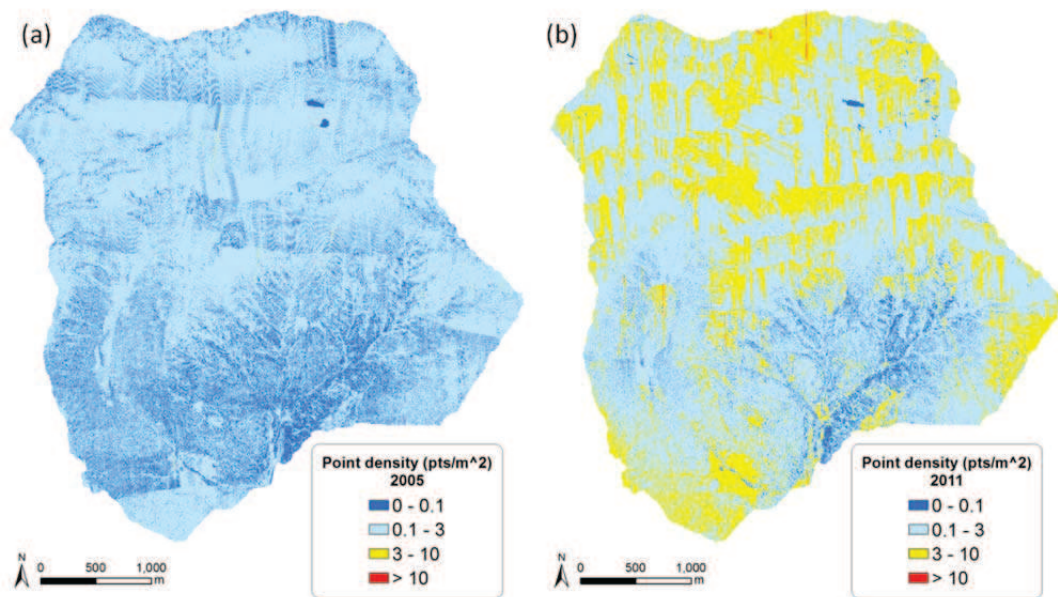 (a)
Point density (pts/m^2)
2005
0 - 0.1
0.1 - 3
3 - 10
> 10
N
0 500 1,000
m
(b)
Point density (pts/m^2)
2011
0 - 0.1
0.1 - 3
3 - 10
> 10
N
0 500 1,000
m